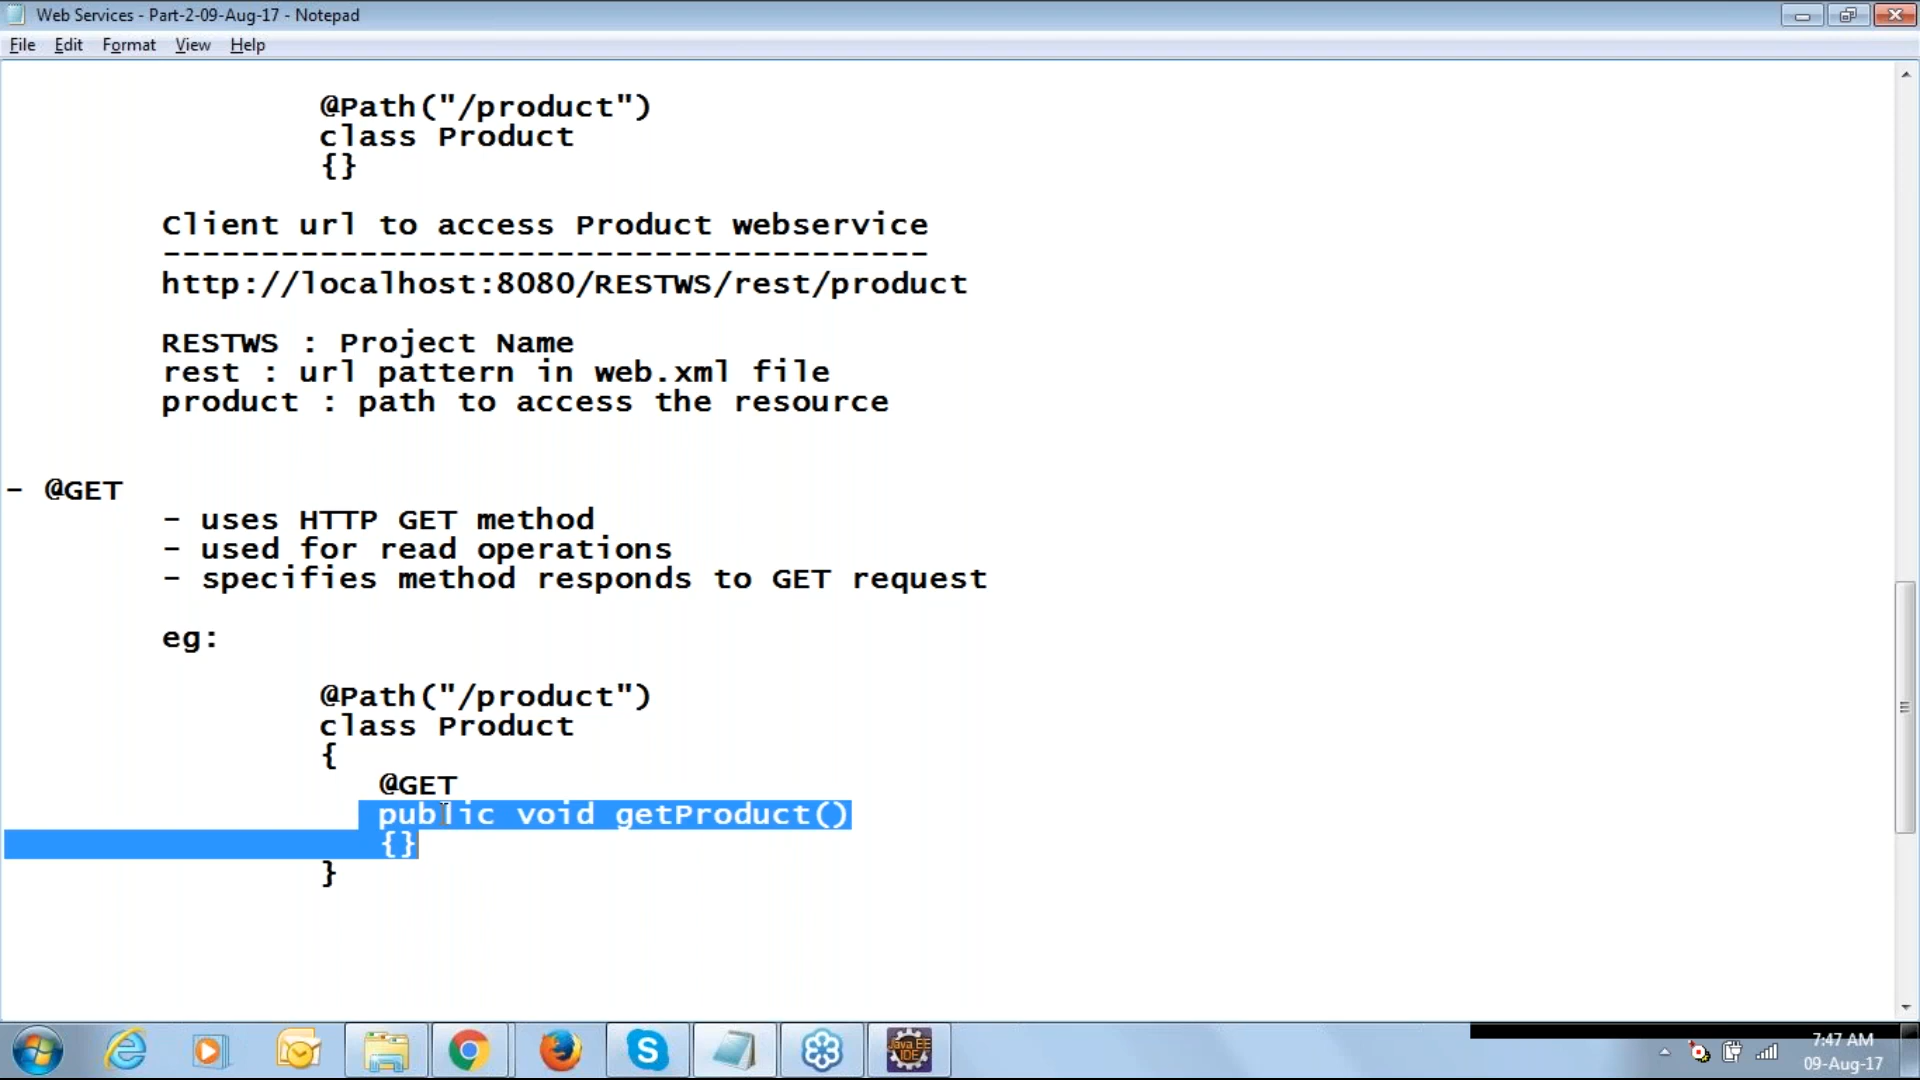 Web Services - Part-2-09-Aug-17 - Notepad
File Edit Format View Help
@Path("/product")
class Product
{}
Client url to access Product webservice
---------------------------------------
http://localhost:8080/RESTWS/rest/product
RESTWS : Project Name
rest : url pattern in web.xml file
product : path to access the resource
- @GET
- uses HTTP GET method
- used for read operations
- specifies method responds to GET request
eg:
@Path("/product")
class Product
{
@GET
public void getProduct()
{}
}
Java EE
IDE
7:47 AM
09-Aug-17